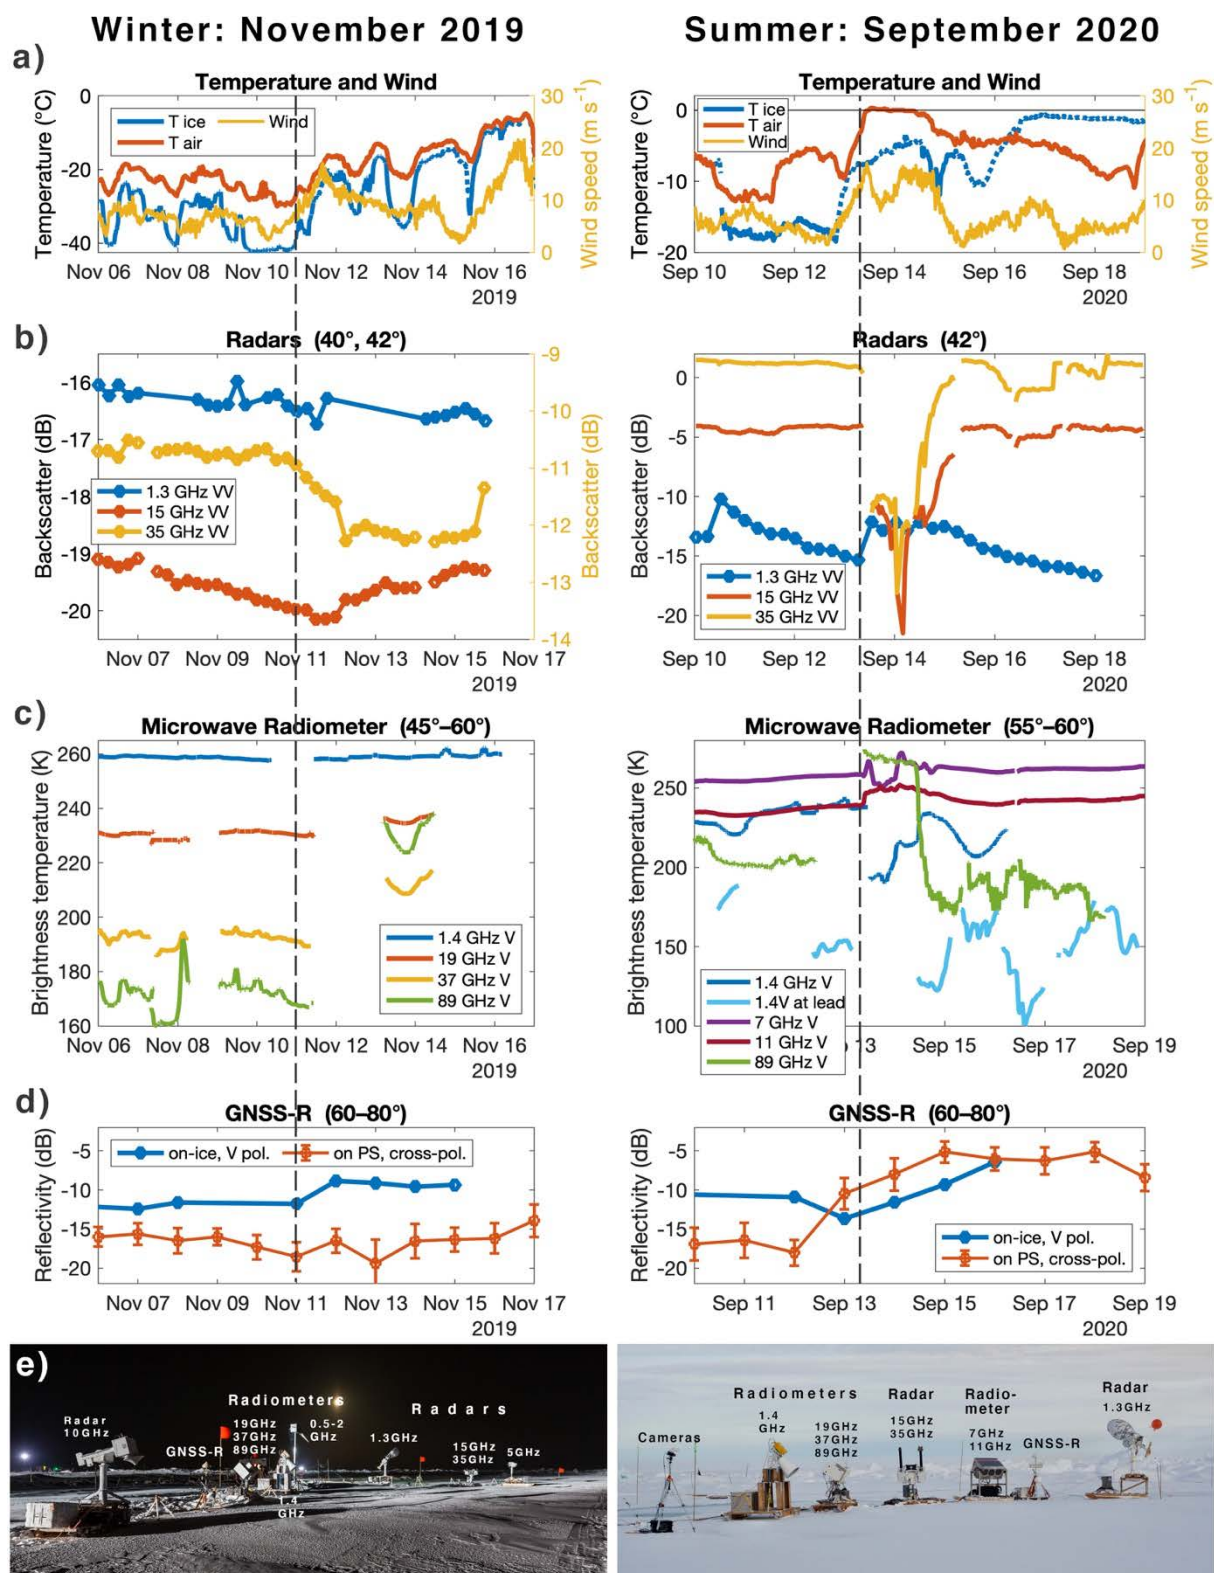 Winter: November 2019
Summer: September 2020
a)
Temperature and Wind
Temperature (°C)
0
-20
-40
T ice
Wind
T air
30
20
10
0
Wind speed (m s⁻¹)
Nov 06
Nov 08
Nov 10
Nov 12
Nov 14
Nov 16
2019
Temperature and Wind
Temperature (°C)
0
-10
-20
T ice
T air
Wind
30
20
10
0
Wind speed (m s⁻¹)
Sep 10
Sep 12
Sep 14
Sep 16
Sep 18
2020
b)
Radars (40°, 42°)
Backscatter (dB)
-16
-17
-18
-19
-20
1.3 GHz VV
15 GHz VV
35 GHz VV
-9
-10
-11
-12
-13
-14
Backscatter (dB)
Nov 07
Nov 09
Nov 11
Nov 13
Nov 15
Nov 17
2019
Radars (42°)
Backscatter (dB)
0
-5
-10
-15
-20
1.3 GHz VV
15 GHz VV
35 GHz VV
Sep 10
Sep 12
Sep 14
Sep 16
Sep 18
2020
c)
Microwave Radiometer (45°–60°)
Brightness temperature (K)
260
240
220
200
180
160
1.4 GHz V
19 GHz V
37 GHz V
89 GHz V
Nov 06
Nov 08
Nov 10
Nov 12
Nov 14
Nov 16
2019
Microwave Radiometer (55°–60°)
Brightness temperature (K)
250
200
150
100
1.4 GHz V
1.4V at lead
7 GHz V
11 GHz V
89 GHz V
13
Sep 15
Sep 17
Sep 19
2020
d)
GNSS-R (60–80°)
Reflectivity (dB)
-5
-10
-15
-20
on-ice, V pol.
on PS, cross-pol.
Nov 07
Nov 09
Nov 11
Nov 13
Nov 15
Nov 17
2019
GNSS-R (60–80°)
Reflectivity (dB)
-5
-10
-15
-20
on-ice, V pol.
on PS, cross-pol.
Sep 11
Sep 13
Sep 15
Sep 17
Sep 19
2020
e)
Radar
10GHz
GNSS-R
Radiometers
19GHz
37GHz
89GHz
0.5-2
GHz
1.4
GHz
Radars
1.3GHz
15GHz
35GHz
5GHz
Cameras
Radiometers
1.4
GHz
19GHz
37GHz
89GHz
Radar
15GHz
35GHz
Radio-
meter
7GHz
11GHz
GNSS-R
Radar
1.3GHz